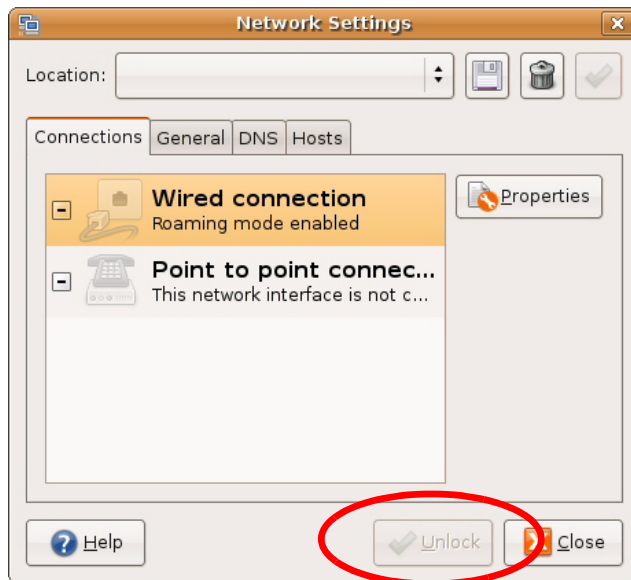 Network Settings
Location:
Connections General DNS Hosts
Wired connection
Roaming mode enabled
Properties
Point to point connec...
This network interface is not c...
Help
Unlock
Close